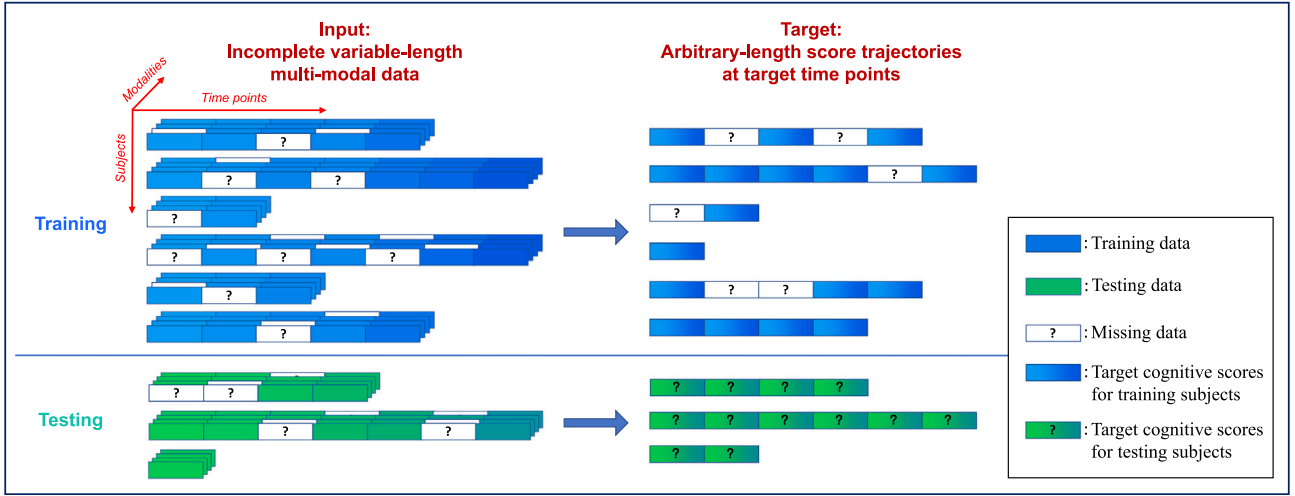 Input:
Incomplete variable-length
multi-modal data
Target:
Arbitrary-length score trajectories
at target time points
Modalities
Time points
Subjects
? ? ?
? ? ?
?
? ?
Training
? ? ?
? ? ?
?
Testing
? ? ? ? ? ?
? ? ? ? ? ? ? ?
? ?
: Training data
: Testing data
? : Missing data
: Target cognitive scores
for training subjects
? : Target cognitive scores
for testing subjects